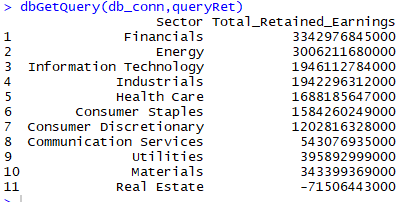 > dbGetQuery(db_conn,queryRet)
Sector Total_Retained_Earnings
1 Financials 3342976845000
2 Energy 3006211680000
3 Information Technology 1946112784000
4 Industrials 1942296312000
5 Health Care 1688185647000
6 Consumer Staples 1584260249000
7 Consumer Discretionary 1202816328000
8 Communication Services 543076935000
9 Utilities 395892999000
10 Materials 343399369000
11 Real Estate -71506443000
>